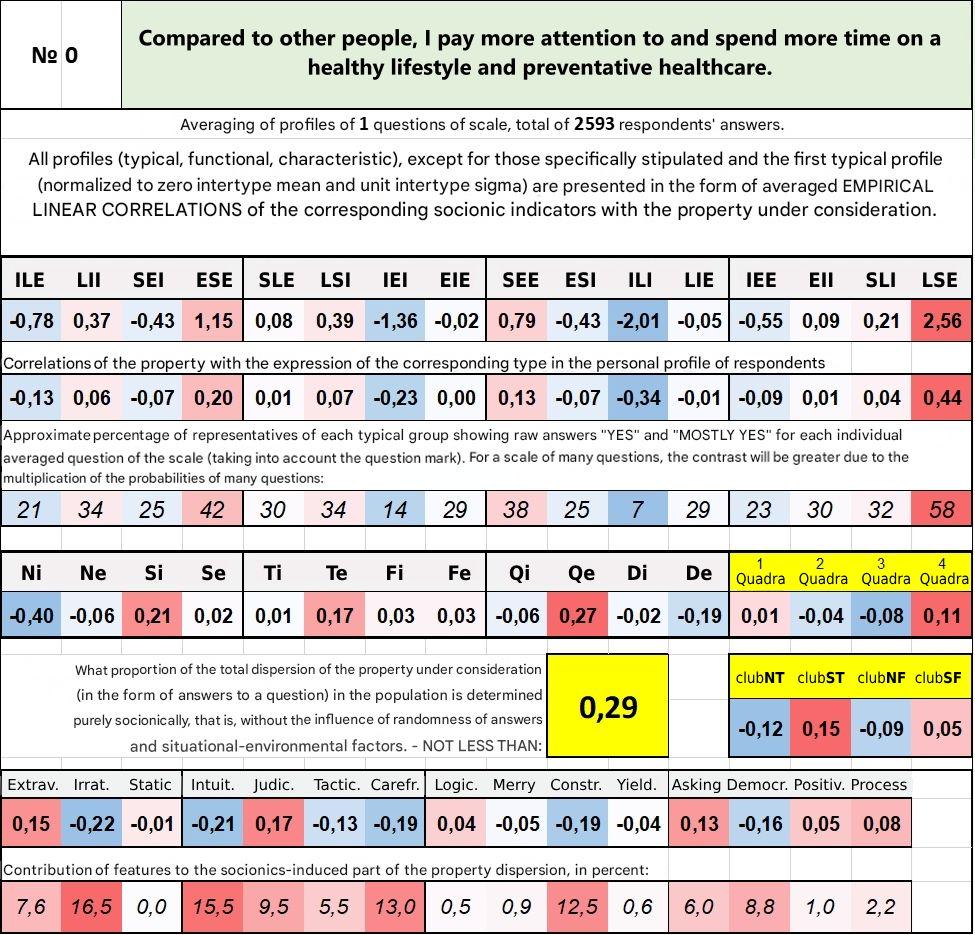 № 0
Compared to other people, I pay more attention to and spend more time on a
healthy lifestyle and preventative healthcare.
Averaging of profiles of 1 questions of scale, total of 2593 respondents' answers.
All profiles (typical, functional, characteristic), except for those specifically stipulated and the first typical profile
(normalized to zero intertype mean and unit intertype sigma) are presented in the form of averaged EMPIRICAL
LINEAR CORRELATIONS of the corresponding socionic indicators with the property under consideration.
ILE LII SEI ESE SLE LSI IEI EIE SEE ESI ILI LIE IEE EII SLI LSE
-0,78 0,37 -0,43 1,15 0,08 0,39 -1,36 -0,02 0,79 -0,43 -2,01 -0,05 -0,55 0,09 0,21 2,56
Correlations of the property with the expression of the corresponding type in the personal profile of respondents
-0,13 0,06 -0,07 0,20 0,01 0,07 -0,23 0,00 0,13 -0,07 -0,34 -0,01 -0,09 0,01 0,04 0,44
Approximate percentage of representatives of each typical group showing raw answers "YES" and "MOSTLY YES" for each individual
averaged question of the scale (taking into account the question mark). For a scale of many questions, the contrast will be greater due to the
multiplication of the probabilities of many questions:
21 34 25 42 30 34 14 29 38 25 7 29 23 30 32 58
Ni Ne Si Se Ti Te Fi Fe Qi Qe Di De 1 Quadra 2 Quadra 3 Quadra 4 Quadra
-0,40 -0,06 0,21 0,02 0,01 0,17 0,03 0,03 -0,06 0,27 -0,02 -0,19 0,01 -0,04 -0,08 0,11
What proportion of the total dispersion of the property under consideration
(in the form of answers to a question) in the population is determined
purely socionically, that is, without the influence of randomness of answers
and situational-environmental factors. - NOT LESS THAN:
0,29
clubNT clubST clubNF clubSF
-0,12 0,15 -0,09 0,05
Extrav. Irrat. Static Intuit. Judic. Tactic. Carefr. Logic. Merry Constr. Yield. Asking Democr. Positiv. Process
0,15 -0,22 -0,01 -0,21 0,17 -0,13 -0,19 0,04 -0,05 -0,19 -0,04 0,13 -0,16 0,05 0,08
Contribution of features to the socionics-induced part of the property dispersion, in percent:
7,6 16,5 0,0 15,5 9,5 5,5 13,0 0,5 0,9 12,5 0,6 6,0 8,8 1,0 2,2